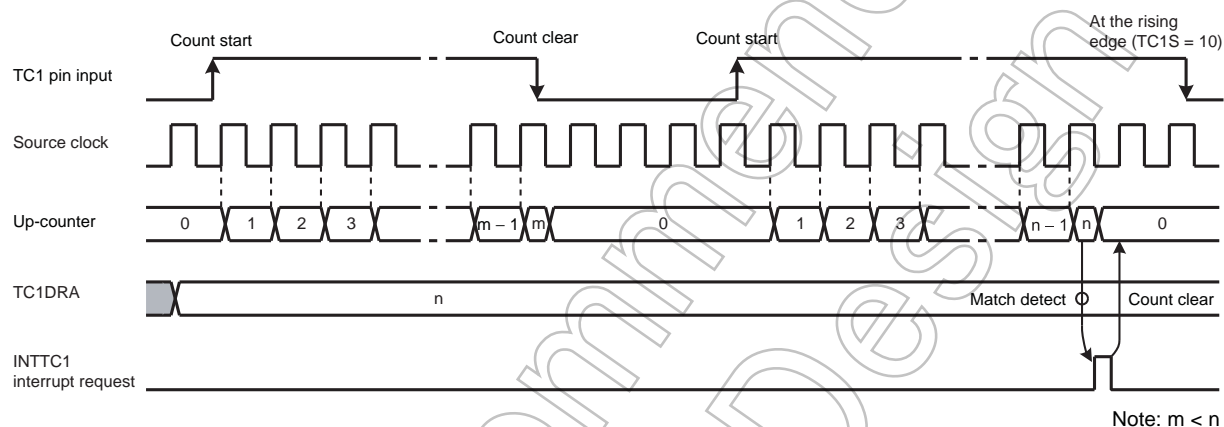 At the rising
edge (TC1S = 10)
Count start
Count clear
Count start
TC1 pin input
Source clock
Up-counter
0 1 2 3 m – 1 m 0 1 2 3 n – 1 n 0
TC1DRA
n
Match detect
Count clear
INTTC1
interrupt request
Note: m < n
ommen
Design